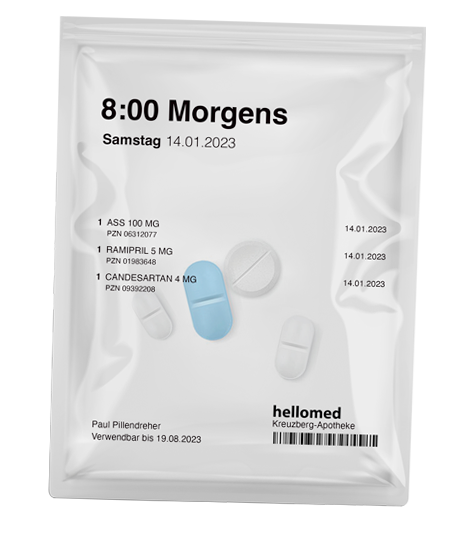 8:00 Morgens
Samstag 14.01.2023
1 ASS 100 MG 14.01.2023
PZN 06312077
1 RAMIPRIL 5 MG 14.01.2023
PZN 01983648
1 CANDESARTAN 4 MG 14.01.2023
PZN 09392208
Paul Pillendreher
Verwendbar bis 19.08.2023
hellomed
Kreuzberg-Apotheke